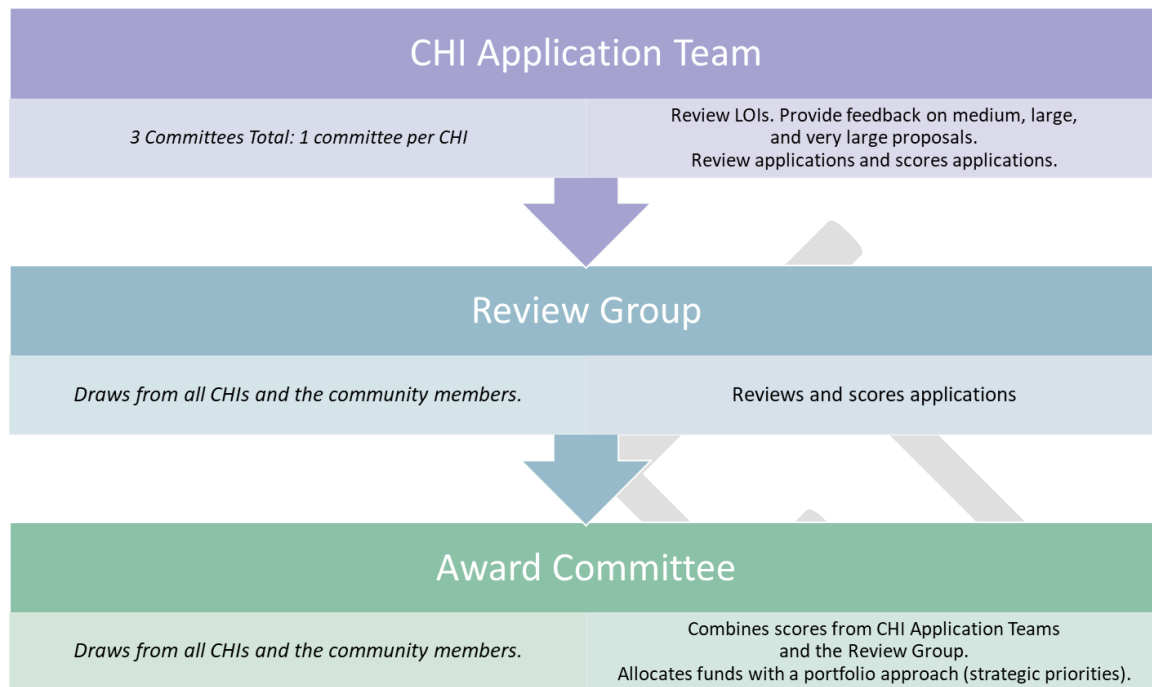 CHI Application Team
3 Committees Total: 1 committee per CHI
Review LOIs. Provide feedback on medium, large,
and very large proposals.
Review applications and scores applications.
Review Group
Draws from all CHIs and the community members.
Reviews and scores applications
Award Committee
Draws from all CHIs and the community members.
Combines scores from CHI Application Teams
and the Review Group.
Allocates funds with a portfolio approach (strategic priorities).